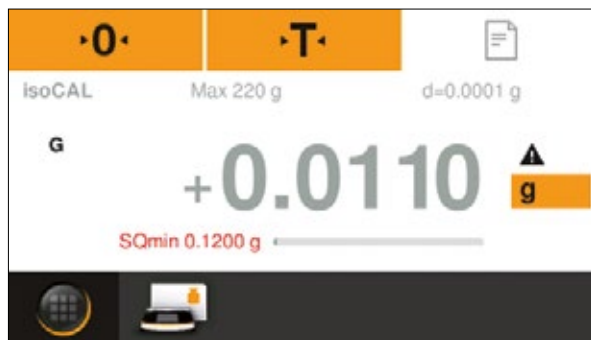 0 T
isoCAL Max 220 g d=0.0001 g
G
+0.0110 g
SQmin 0.1200 g